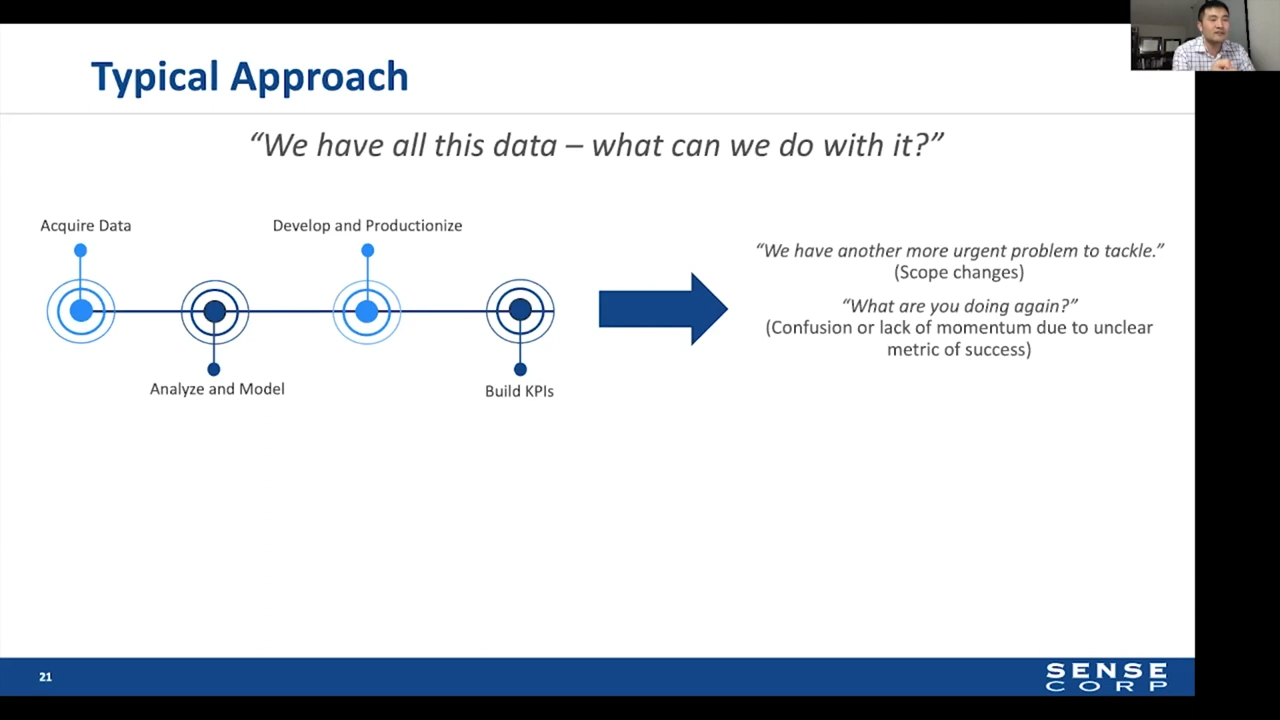 Typical Approach
“We have all this data – what can we do with it?”
Acquire Data
Develop and Productionize
Analyze and Model
Build KPIs
“We have another more urgent problem to tackle.”
(Scope changes)
“What are you doing again?”
(Confusion or lack of momentum due to unclear
metric of success)
21
SENSE
CORP